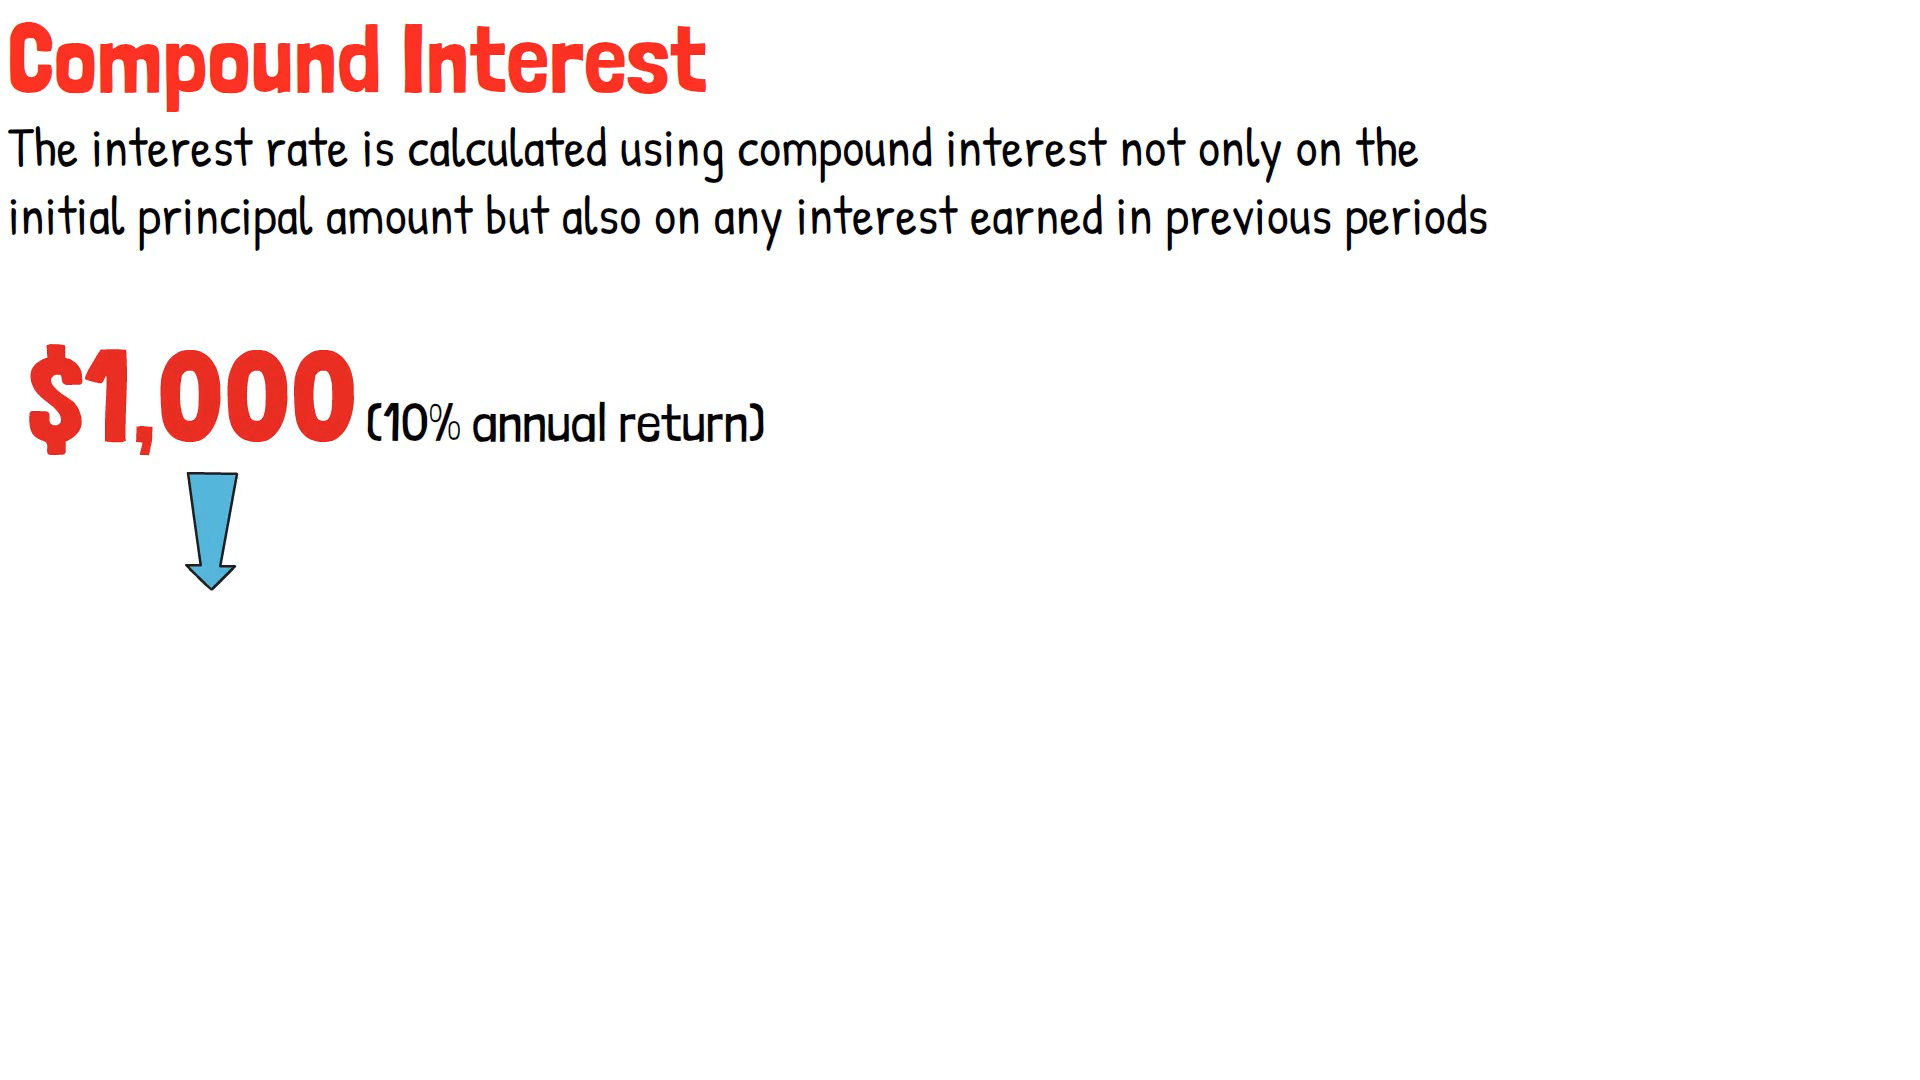 Compound Interest
The interest rate is calculated using compound interest not only on the
initial principal amount but also on any interest earned in previous periods
$1,000 (10% annual return)